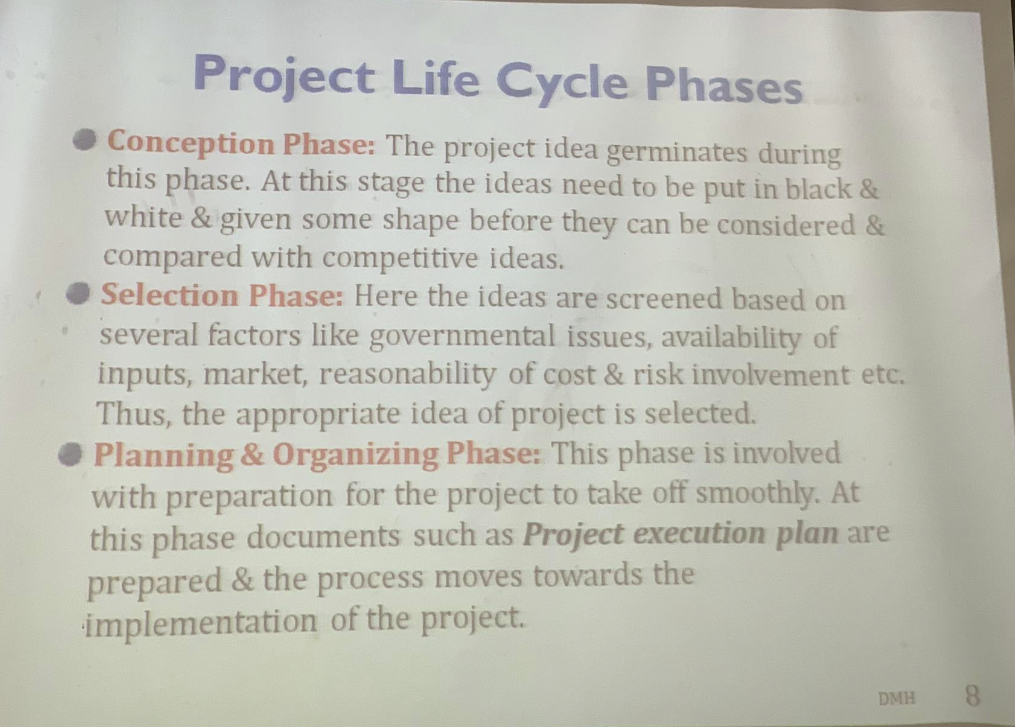 Project Life Cycle Phases
Conception Phase: The project idea germinates during
this phase. At this stage the ideas need to be put in black &
white & given some shape before they can be considered &
compared with competitive ideas.
Selection Phase: Here the ideas are screened based on
several factors like governmental issues, availability of
inputs, market, reasonability of cost & risk involvement etc.
Thus, the appropriate idea of project is selected.
Planning & Organizing Phase: This phase is involved
with preparation for the project to take off smoothly. At
this phase documents such as Project execution plan are
prepared & the process moves towards the
implementation of the project.
DMH 8